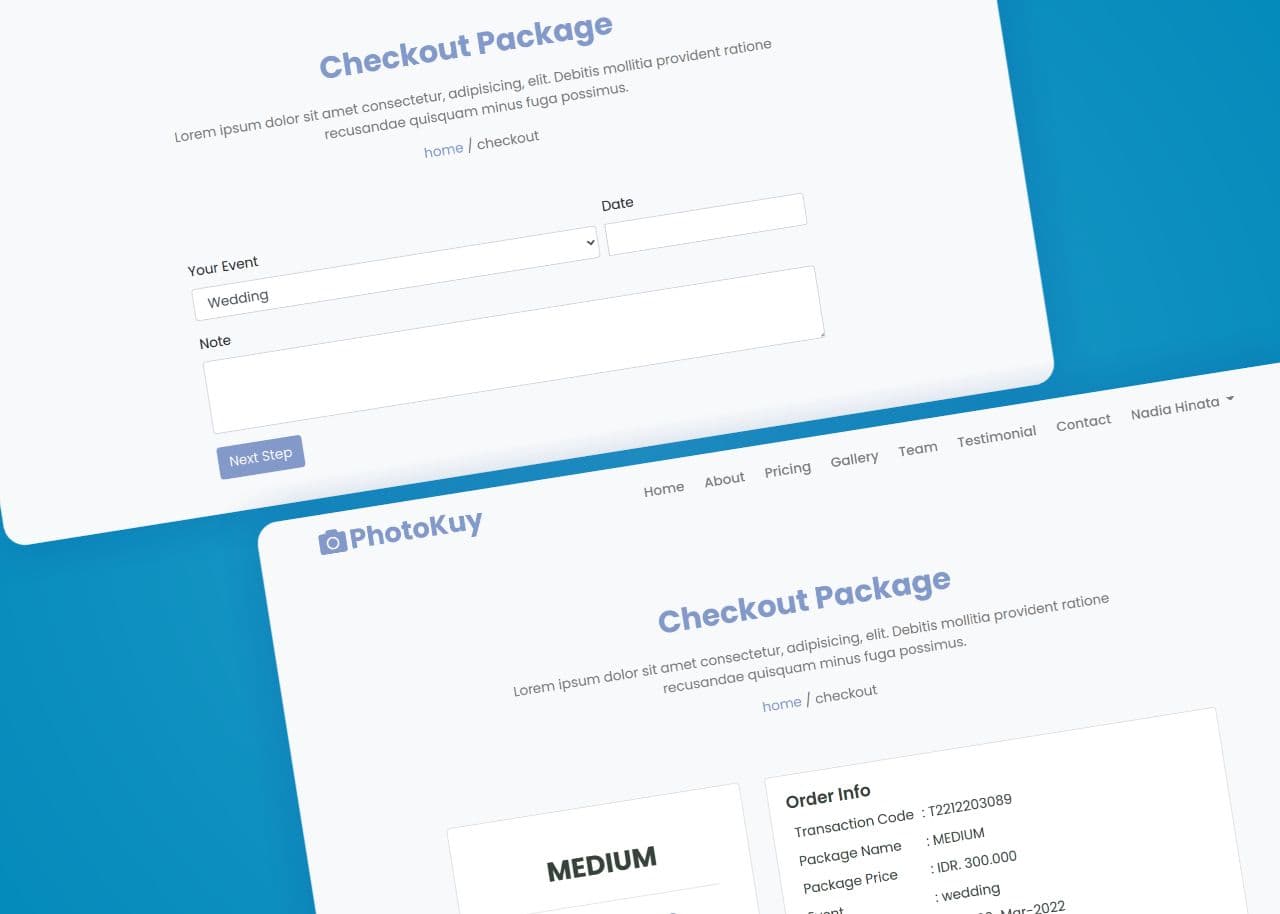 Checkout Package
Lorem ipsum dolor sit amet consectetur, adipisicing, elit. Debitis mollitia provident ratione
recusandae quisquam minus fuga possimus.
home / checkout
Your Event
Date
Wedding
Note
Next Step
PhotoKuy
Home About Pricing Gallery Team Testimonial Contact Nadia Hinata
Checkout Package
Lorem ipsum dolor sit amet consectetur, adipisicing, elit. Debitis mollitia provident ratione
recusandae quisquam minus fuga possimus.
home / checkout
MEDIUM
Order Info
Transaction Code : T2212203089
Package Name : MEDIUM
Package Price : IDR. 300.000
Event : wedding
Mar-2022